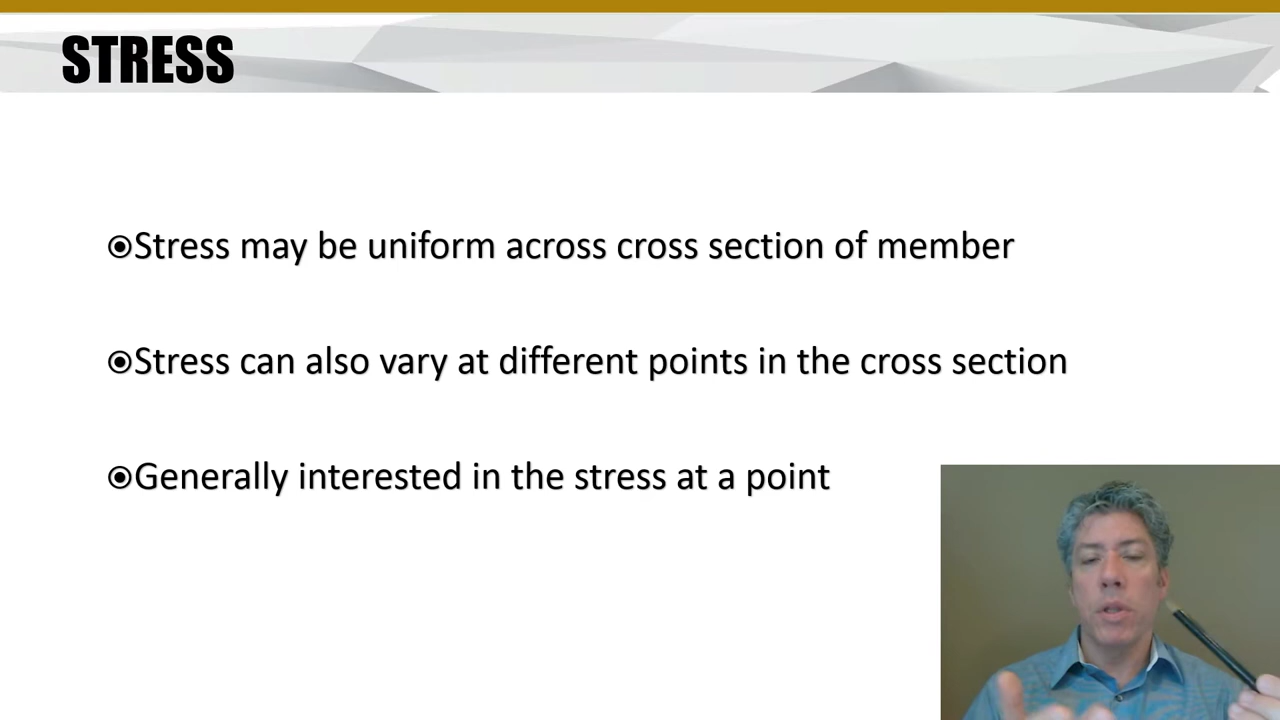 STRESS
Stress may be uniform across cross section of member
Stress can also vary at different points in the cross section
Generally interested in the stress at a point